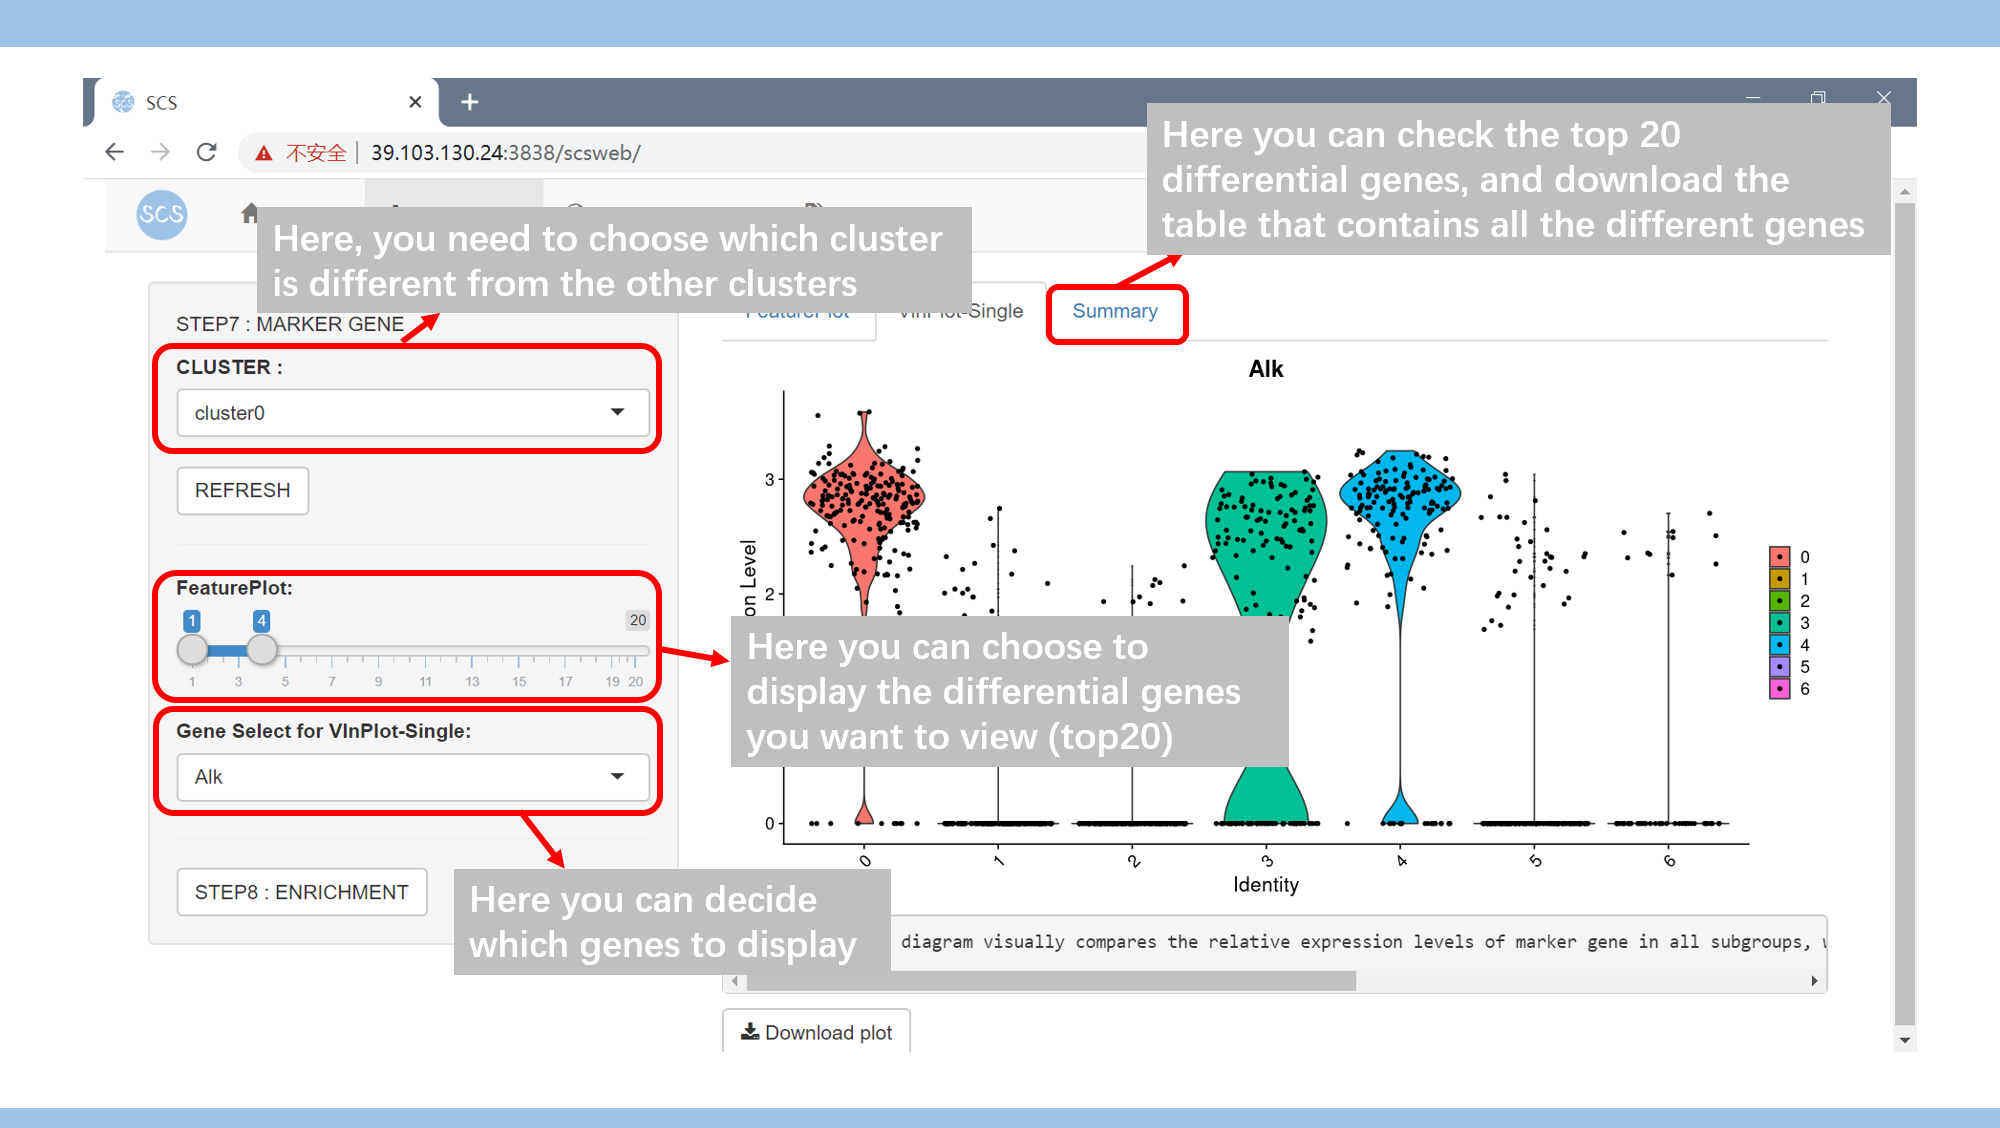 SCS
不安全 39.103.130.24:3838/scsweb/
Here you can check the top 20
differential genes, and download the
table that contains all the different genes
SCS
Here, you need to choose which cluster
is different from the other clusters
STEP7 : MARKER GENE
CLUSTER :
cluster0
REFRESH
FeaturePlot:
1 4 20
1 3 5 7 9 11 13 15 17 19 20
Gene Select for VlnPlot-Single:
Alk
STEP8 : ENRICHMENT
FeaturePlot VlnPlot-Single Summary
Alk
3
2
0
on Level
0 1 2 3 4 5 6
Identity
0
1
2
3
4
5
6
Here you can choose to
display the differential genes
you want to view (top20)
Here you can decide
which genes to display
diagram visually compares the relative expression levels of marker gene in all subgroups,
Download plot